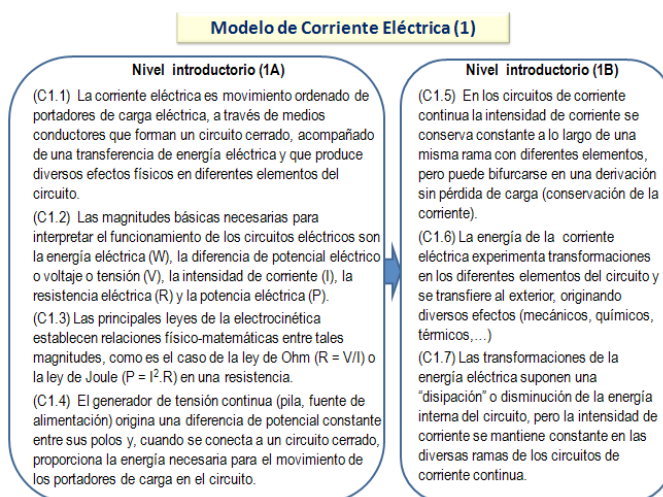 Modelo de Corriente Eléctrica (1)
Nivel introductorio (1A)
(C1.1) La corriente eléctrica es movimiento ordenado de
portadores de carga eléctrica, a través de medios
conductores que forman un circuito cerrado, acompañado
de una transferencia de energía eléctrica y que produce
diversos efectos físicos en diferentes elementos del
circuito.
(C1.2) Las magnitudes básicas necesarias para
interpretar el funcionamiento de los circuitos eléctricos son
la energía eléctrica (W), la diferencia de potencial eléctrico
o voltaje o tensión (V), la intensidad de corriente (I), la
resistencia eléctrica (R) y la potencia eléctrica (P).
(C1.3) Las principales leyes de la electrocinética
establecen relaciones físico-matemáticas entre tales
magnitudes, como es el caso de la ley de Ohm (R = V/I) o
la ley de Joule (P = I².R) en una resistencia.
(C1.4) El generador de tensión continua (pila, fuente de
alimentación) origina una diferencia de potencial constante
entre sus polos y, cuando se conecta a un circuito cerrado,
proporciona la energía necesaria para el movimiento de
los portadores de carga en el circuito.
Nivel introductorio (1B)
(C1.5) En los circuitos de corriente
continua la intensidad de corriente se
conserva constante a lo largo de una
misma rama con diferentes elementos,
pero puede bifurcarse en una derivación
sin pérdida de carga (conservación de la
corriente).
(C1.6) La energía de la corriente
eléctrica experimenta transformaciones
en los diferentes elementos del circuito y
se transfiere al exterior, originando
diversos efectos (mecánicos, químicos,
térmicos,…)
(C1.7) Las transformaciones de la
energía eléctrica suponen una
"disipación" o disminución de la energía
interna del circuito, pero la intensidad de
corriente se mantiene constante en las
diversas ramas de los circuitos de
corriente continua.